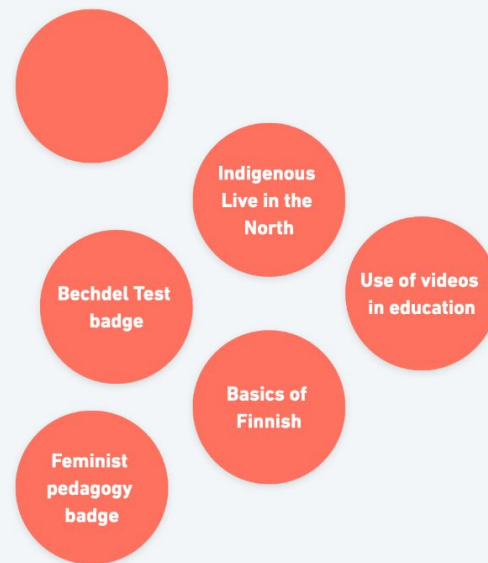 Indigenous
Live in the
North
Bechdel Test
badge
Use of videos
in education
Basics of
Finnish
Feminist
pedagogy
badge